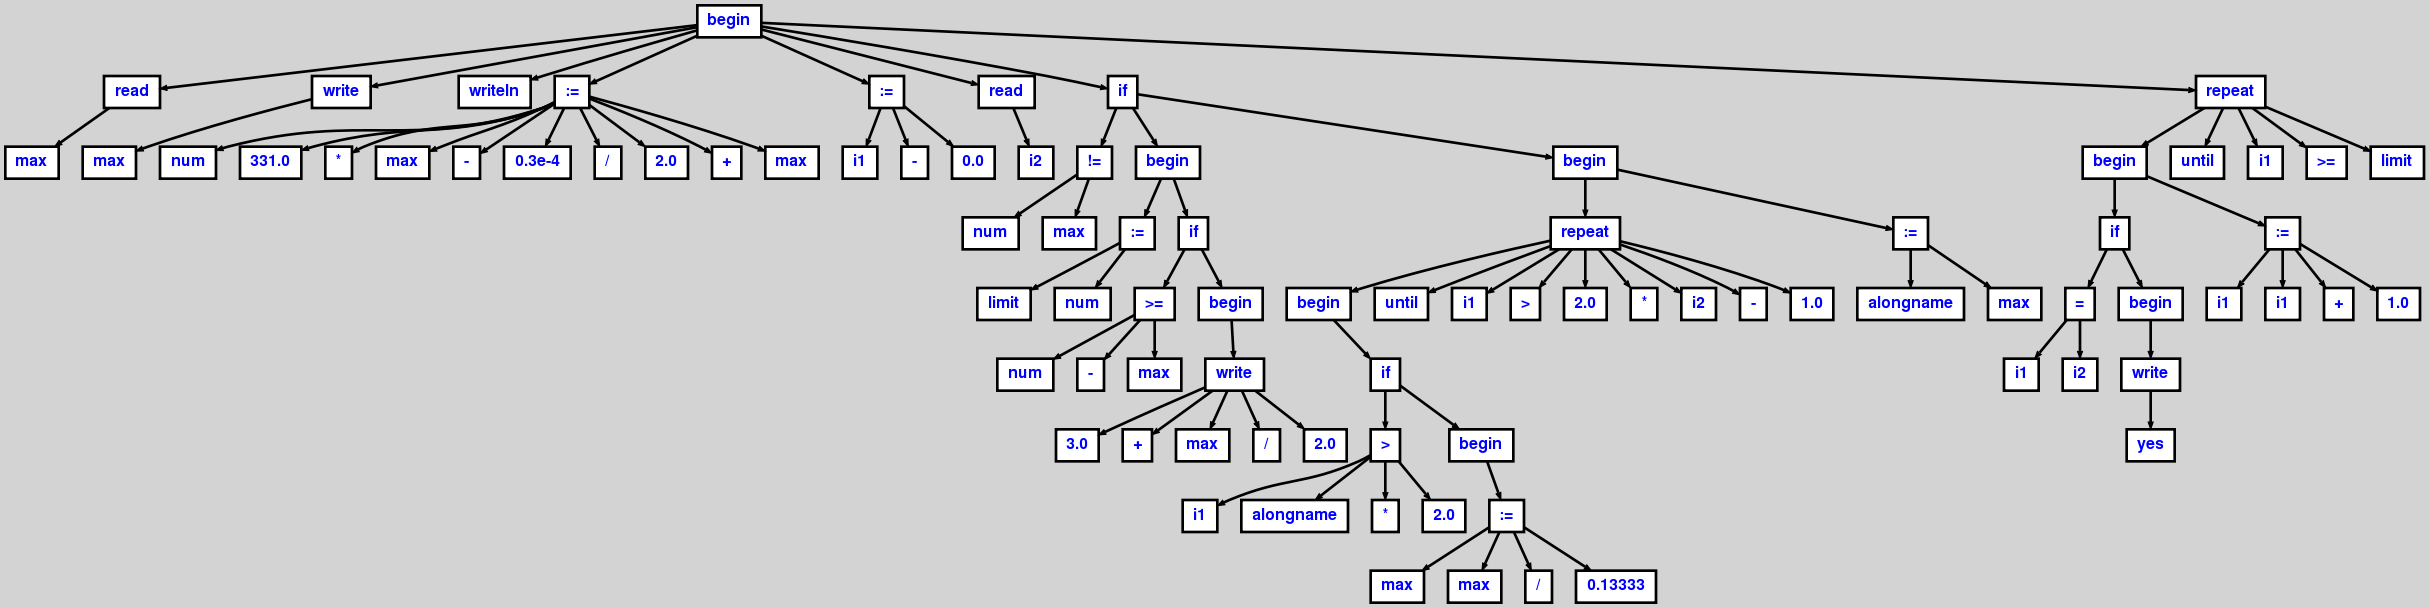 begin
read write writeln := := read if repeat
max max num 331.0 * max - 0.3e-4 / 2.0 + max i1 - 0.0 i2 != begin begin begin until i1 >= limit
num max := if repeat := if :=
limit num >= begin begin until i1 > 2.0 * i2 - 1.0 alongname max = begin i1 i1 + 1.0
num - max write if i1 i2 write
3.0 + max / 2.0 > begin yes
i1 alongname * 2.0 :=
max max / 0.13333